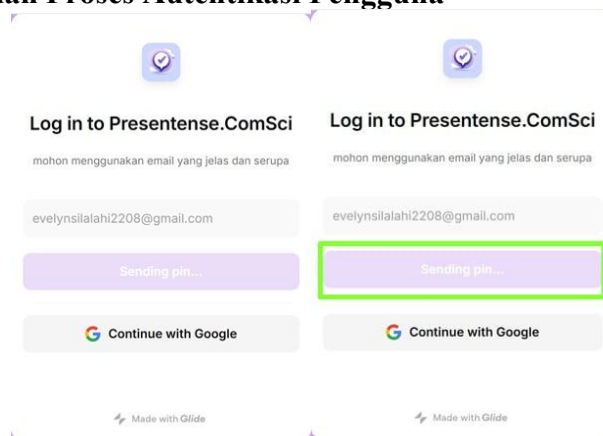 Proses Autentikasi Pengguna
Log in to Presentense.ComSci
mohon menggunakan email yang jelas dan serupa
evelynsilalahi2208@gmail.com
Sending pin...
Continue with Google
Made with Glide
Log in to Presentense.ComSci
mohon menggunakan email yang jelas dan serupa
evelynsilalahi2208@gmail.com
Sending pin...
Continue with Google
Made with Glide